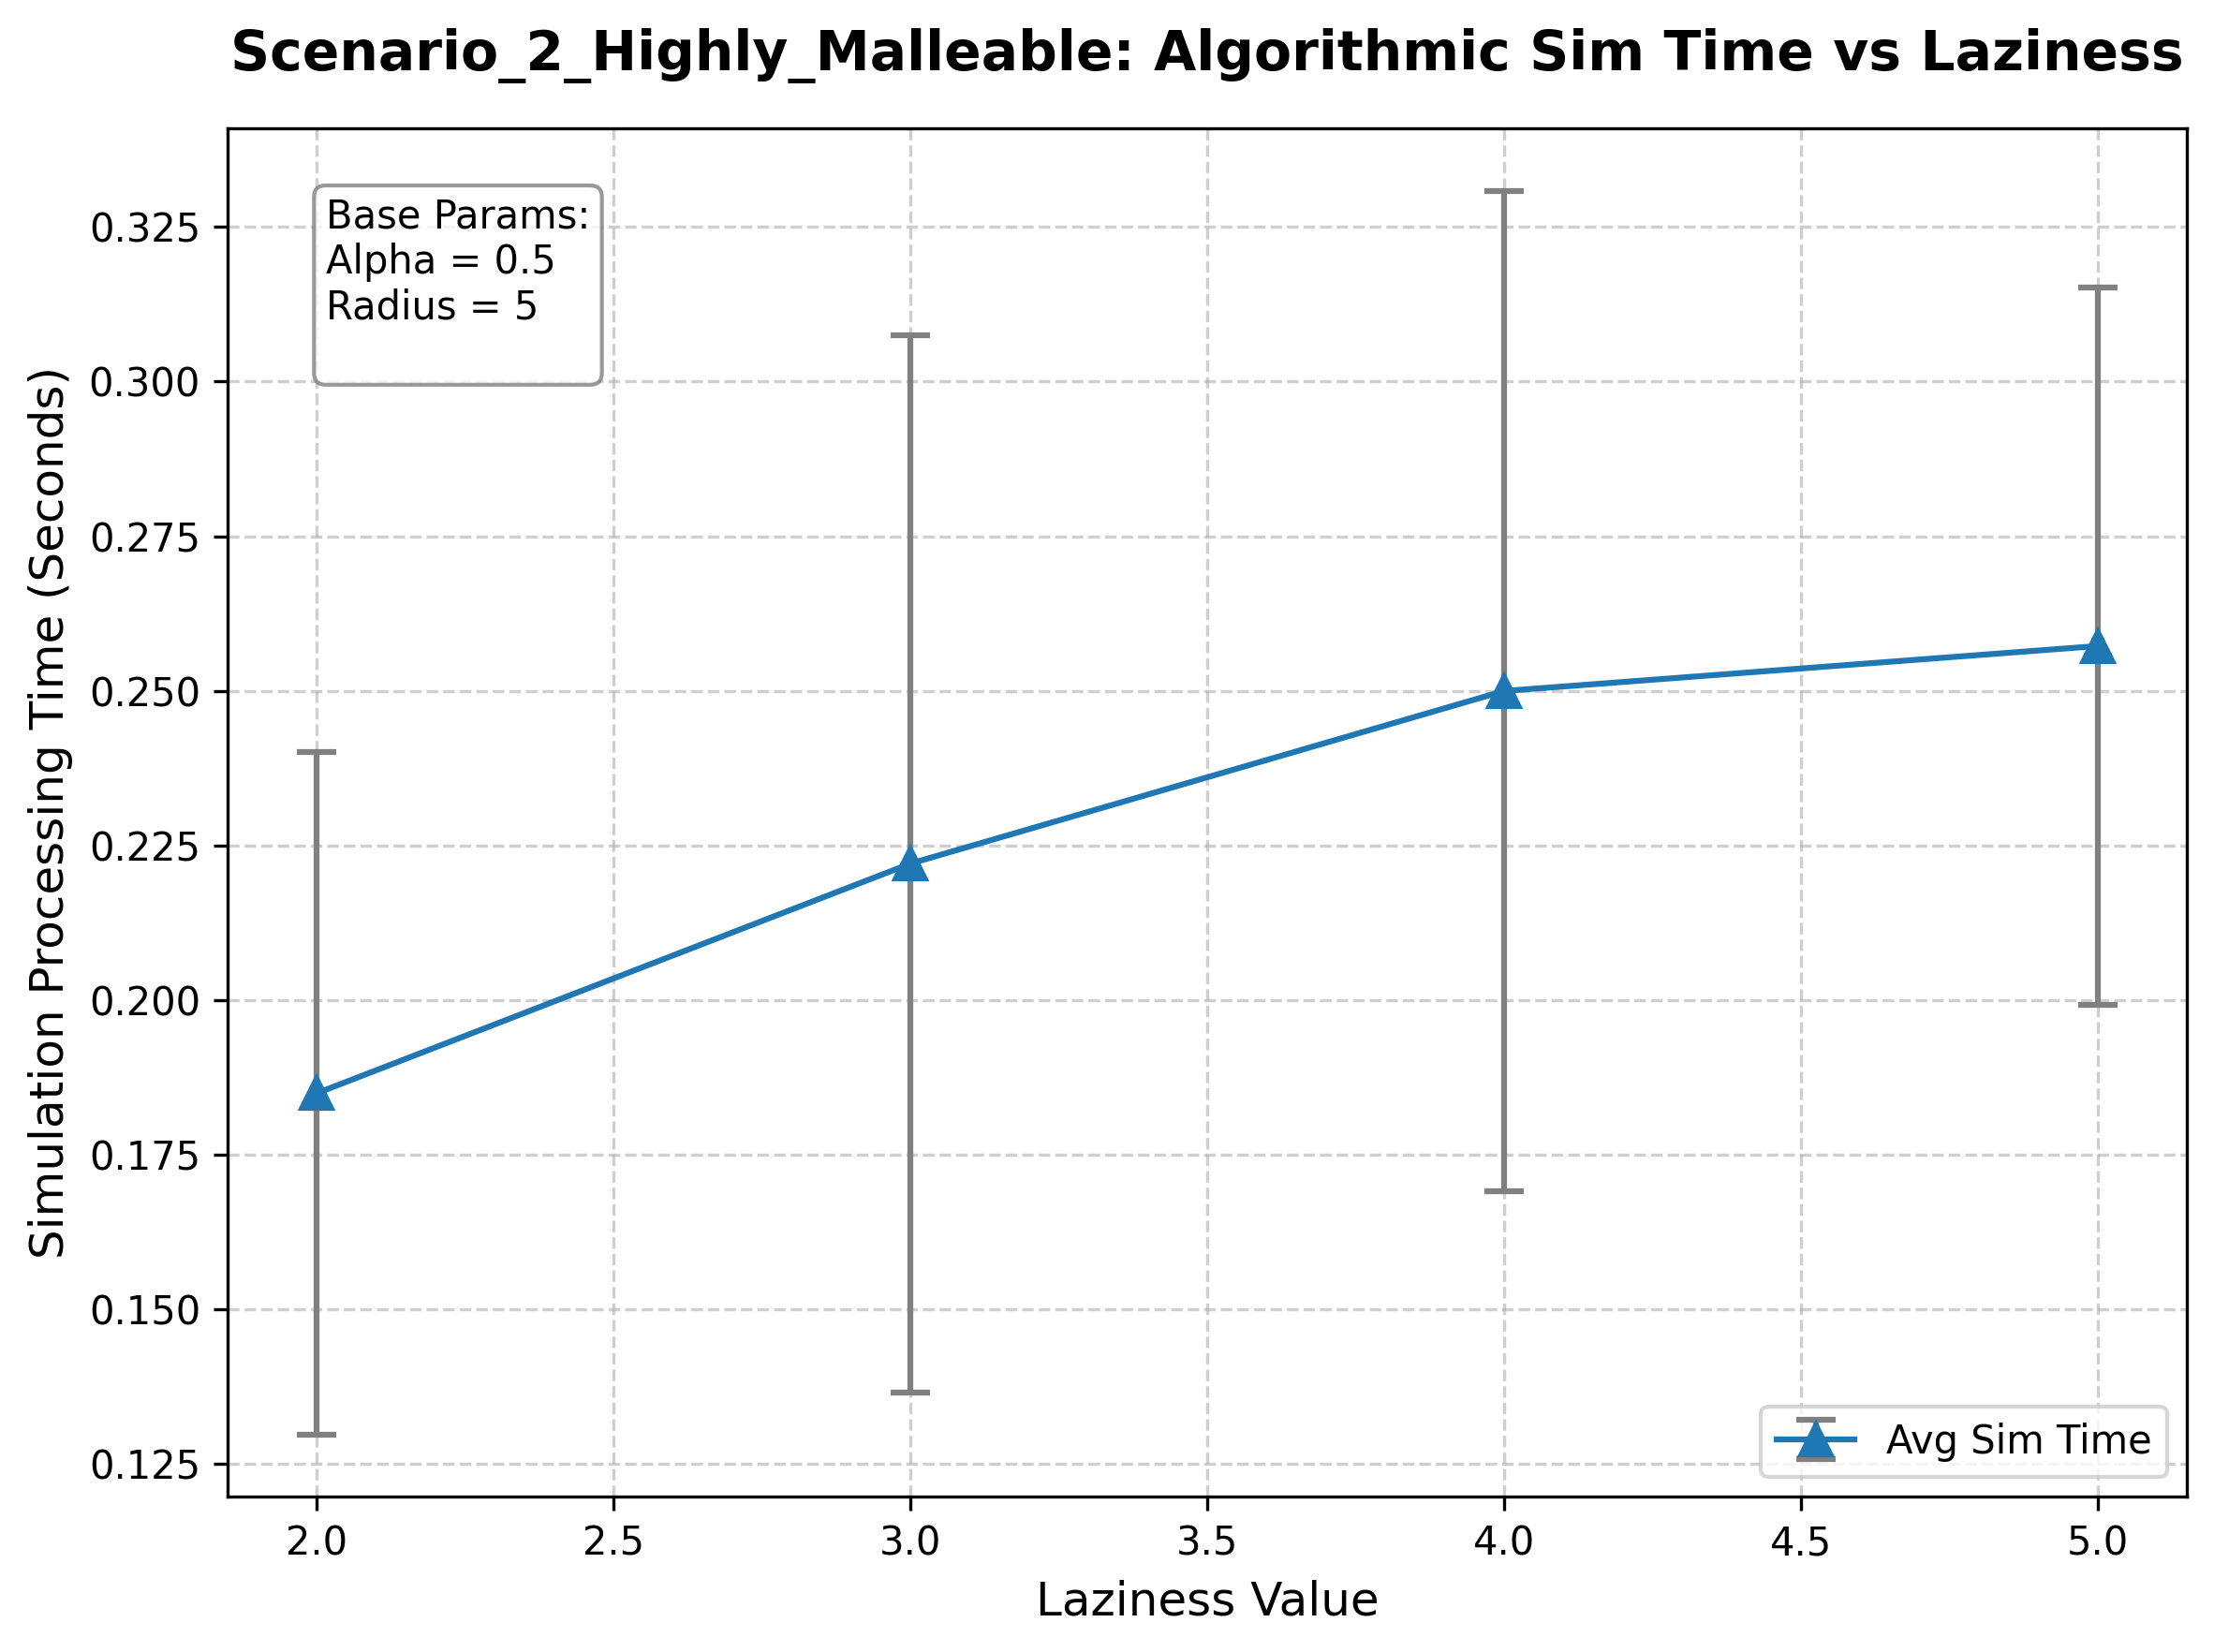 Scenario_2_Highly_Malleable: Algorithmic Sim Time vs Laziness
Base Params:
Alpha = 0.5
Radius = 5
Simulation Processing Time (Seconds)
0.325
0.300
0.275
0.250
0.225
0.200
0.175
0.150
0.125
Avg Sim Time
2.0 2.5 3.0 3.5 4.0 4.5 5.0
Laziness Value